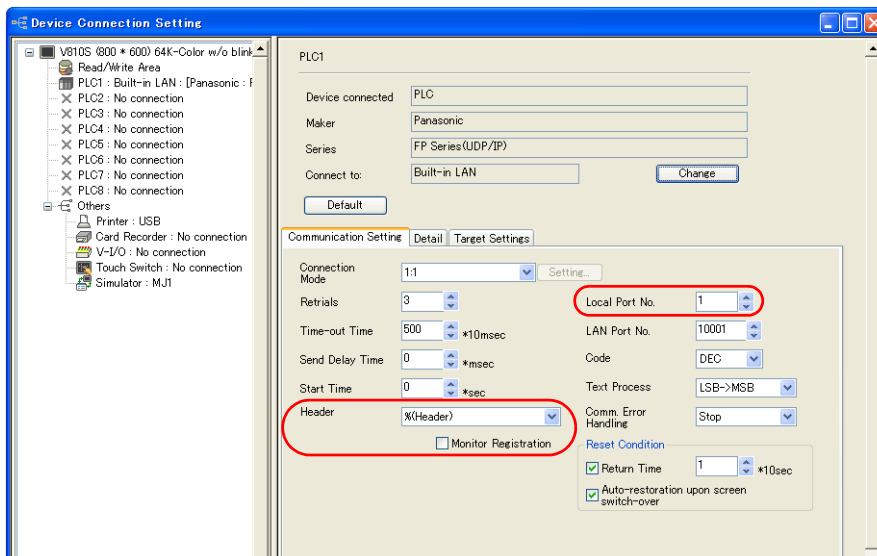 Device Connection Setting
V810S (800 * 600) 64K-Color w/o blink
Read/Write Area
PLC1 : Built-in LAN : [Panasonic : F
PLC2 : No connection
PLC3 : No connection
PLC4 : No connection
PLC5 : No connection
PLC6 : No connection
PLC7 : No connection
PLC8 : No connection
Others
Printer : USB
Card Recorder : No connection
V-I/O : No connection
Touch Switch : No connection
Simulator : MJ1
PLC1
Device connected PLC
Maker Panasonic
Series FP Series(UDP/IP)
Connect to: Built-in LAN Change
Default
Communication Setting Detail Target Settings
Connection Mode 1:1 Setting...
Retrials 3 Local Port No. 1
Time-out Time 500 *10msec LAN Port No. 10001
Send Delay Time 0 *msec Code DEC
Start Time 0 *sec Text Process LSB->MSB
Header %(Header) Comm. Error Handling Stop
Monitor Registration
Reset Condition
Return Time 1 *10sec
Auto-restoration upon screen
switch-over